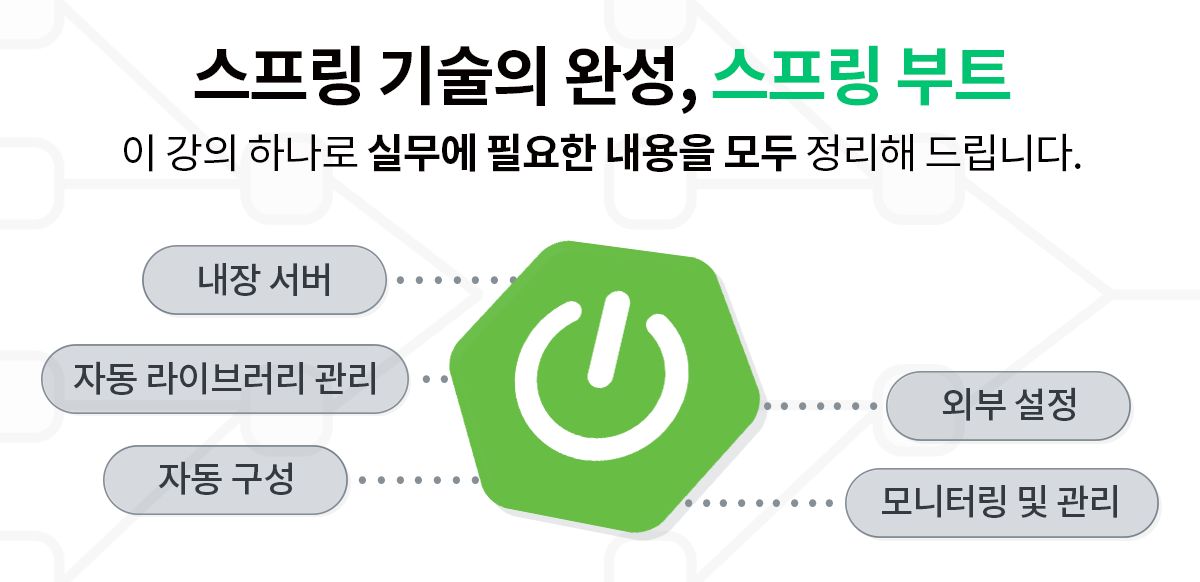 스프링 기술의 완성, 스프링 부트
이 강의 하나로 실무에 필요한 내용을 모두 정리해 드립니다.
내장 서버
자동 라이브러리 관리
자동 구성
외부 설정
모니터링 및 관리